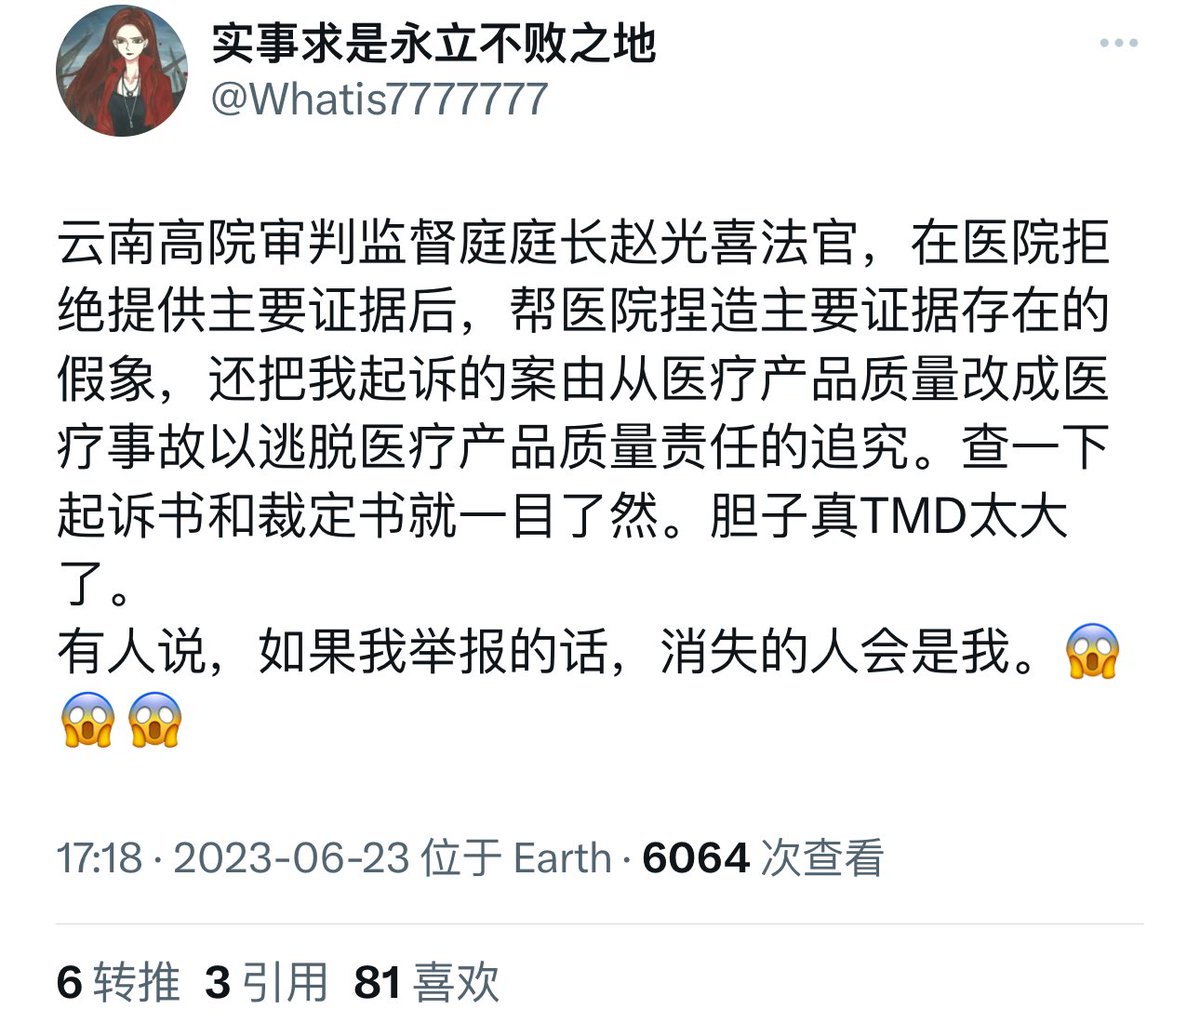 实事求是永立不败之地
@Whatis7777777
云南高院审判监督庭庭长赵光喜法官，在医院拒
绝提供主要证据后，帮医院捏造主要证据存在的
假象，还把我起诉的案由从医疗产品质量改成医
疗事故以逃脱医疗产品质量责任的追究。查一下
起诉书和裁定书就一目了然。胆子真TMD太大
了。
有人说，如果我举报的话，消失的人会是我。😱
😱😱
17:18 · 2023-06-23 位于 Earth · 6064 次查看
6 转推 3 引用 81 喜欢